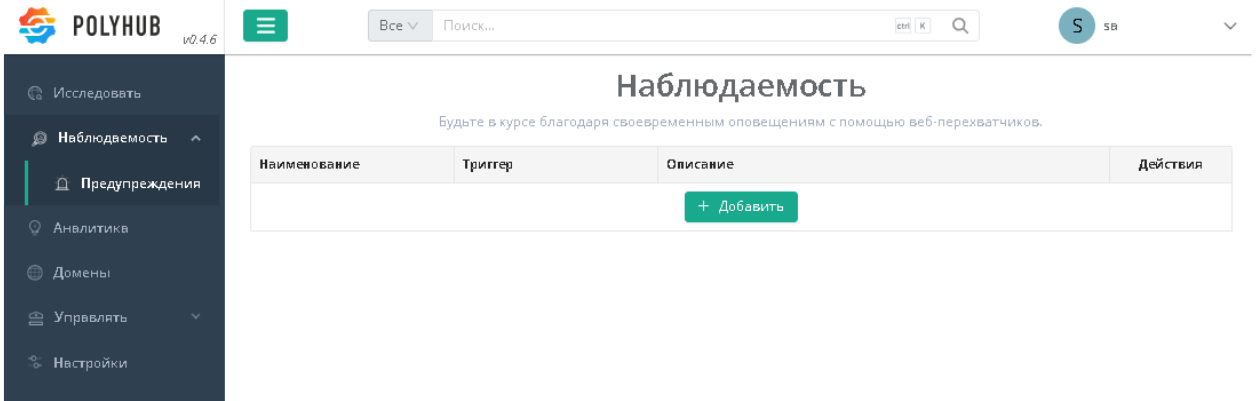 POLYHUB v0.4.6
Все Поиск... ctrl K S sa
Исследовать
Наблюдаемость
Предупреждения
Аналитика
Домены
Управлять
Настройки
Наблюдаемость
Будьте в курсе благодаря своевременным оповещениям с помощью веб-перехватчиков.
Наименование Триггер Описание Действия
+ Добавить